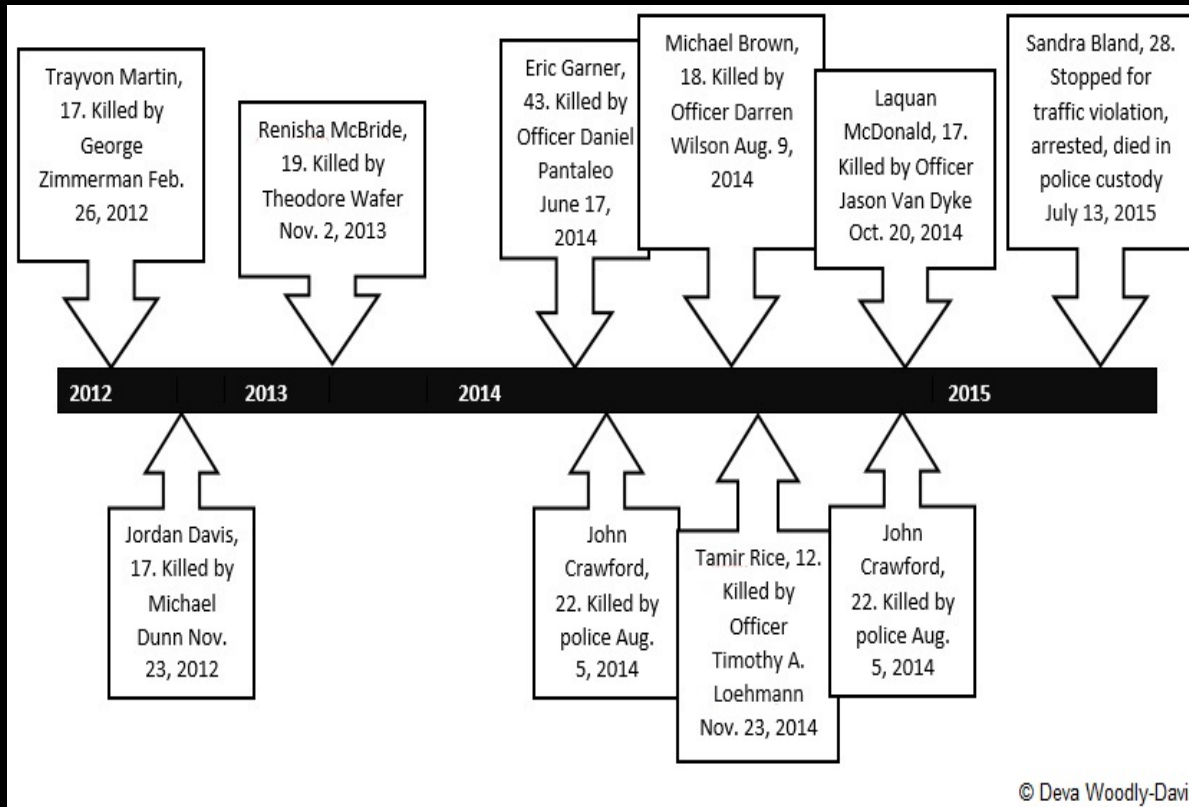 Trayvon Martin,
17. Killed by
George
Zimmerman Feb.
26, 2012
Renisha McBride,
19. Killed by
Theodore Wafer
Nov. 2, 2013
Eric Garner,
43. Killed by
Officer Daniel
Pantaleo
June 17,
2014
Michael Brown,
18. Killed by
Officer Darren
Wilson Aug. 9,
2014
Laquan
McDonald, 17.
Killed by Officer
Jason Van Dyke
Oct. 20, 2014
Sandra Bland, 28.
Stopped for
traffic violation,
arrested, died in
police custody
July 13, 2015
2012 2013 2014 2015
Jordan Davis,
17. Killed by
Michael
Dunn Nov.
23, 2012
John
Crawford,
22. Killed by
police Aug.
5, 2014
Tamir Rice, 12.
Killed by
Officer
Timothy A.
Loehmann
Nov. 23, 2014
John
Crawford,
22. Killed by
police Aug.
5, 2014
© Deva Woodly-Davi